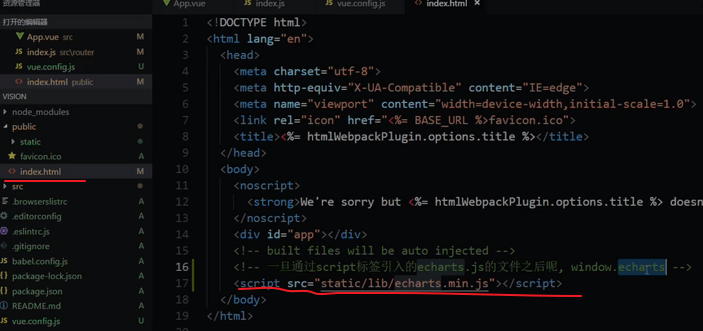 资源管理器
打开的编辑器
App.vue src M
index.js src\router M
vue.config.js U
index.html public M
VISION
node_modules
public
static
favicon.ico A
index.html M
src
.browserslistrc A
.editorconfig A
.eslintrc.js A
.gitignore A
babel.config.js A
package-lock.json A
package.json A
README.md A
vue.config.js U
App.vue M
index.js M
vue.config.js U
index.html M
1 <!DOCTYPE html>
2 <html lang="en">
3 <head>
4 <meta charset="utf-8">
5 <meta http-equiv="X-UA-Compatible" content="IE=edge">
6 <meta name="viewport" content="width=device-width,initial-scale=1.0">
7 <link rel="icon" href="<%= BASE_URL %>favicon.ico">
8 <title><%= htmlWebpackPlugin.options.title %></title>
9 </head>
10 <body>
11 <noscript>
12 <strong>We're sorry but <%= htmlWebpackPlugin.options.title %> doesn
13 </noscript>
14 <div id="app"></div>
15 <!-- built files will be auto injected -->
16 <!-- 一旦通过script标签引入的echarts.js的文件之后呢, window.echarts -->
17 <script src="static/lib/echarts.min.js"></script>
18 </body>
19 </html>